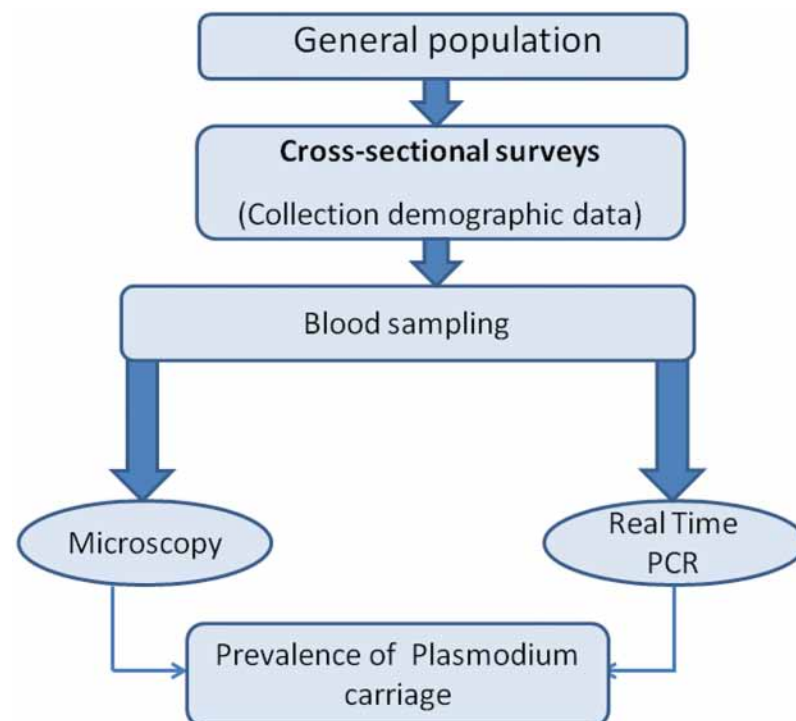 General population
Cross-sectional surveys
(Collection demographic data)
Blood sampling
Microscopy
Real Time
PCR
Prevalence of Plasmodium
carriage